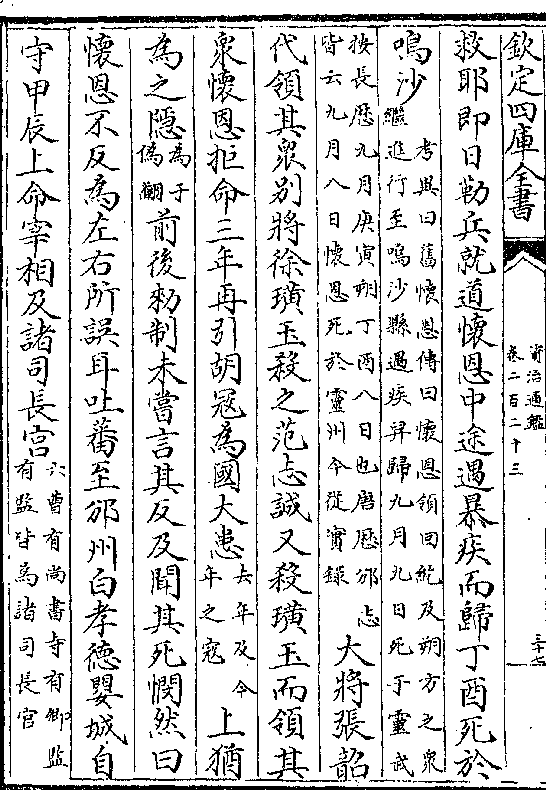 欽定四庫全書
資治通鑑
卷二百二十三
三十七
救耶即日勒兵就道懷恩中途遇暴疾而歸丁酉死於
鳴沙考異曰舊懷恩傳曰懷恩領回紇及朔方之衆繼進行至鳴沙縣遇疾舁歸九月九日死于靈武
按長歷九月庚寅朔丁酉八日也唐歷邠志皆云九月八日懷恩死於靈州今從實錄大將張韶
代領其衆別將徐璜玉殺之范志誠又殺璜玉而領其
衆懷恩拒命三年再引胡冦為國大患去年及今年之冦上猶
為之隱為于偽翻前後勅制未嘗言其反及聞其死憫然曰
懷恩不反為左右所誤耳吐蕃至邠州白孝德嬰城自
守甲辰上命宰相及諸司長官六曹有尚書寺有卿監有監皆為諸司長官